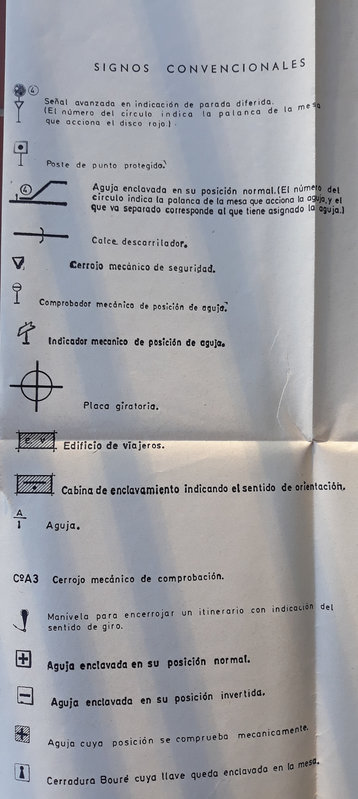 SIGNOS CONVENCIONALES
4
Señal avanzada en indicación de parada diferida.
(El número del círculo indica la palanca de la mesa
que acciona el disco rojo.)
Poste de punto protegido.
4
Aguja enclavada en su posición normal.(El número del
círculo indica la palanca de la mesa que acciona la aguja,y el
que va separado corresponde al que tiene asignado la aguja.)
Calce descarrilador.
Cerrojo mecánico de seguridad.
Comprobador mecánico de posición de aguja.
Indicador mecanico de posición de aguja.
Placa giratoria.
Edificio de viajeros.
Cabina de enclavamiento indicando el sentido de orientación.
A
1
Aguja.
CºA3 Cerrojo mecánico de comprobación.
Manivela para encerrojar un itinerario con indicación del
sentido de giro.
+ Aguja enclavada en su posición normal.
− Aguja enclavada en su posición invertida.
+ Aguja cuya posición se comprueba mecanicamente.
Cerradura Bouré cuya llave queda enclavada en la mesa.